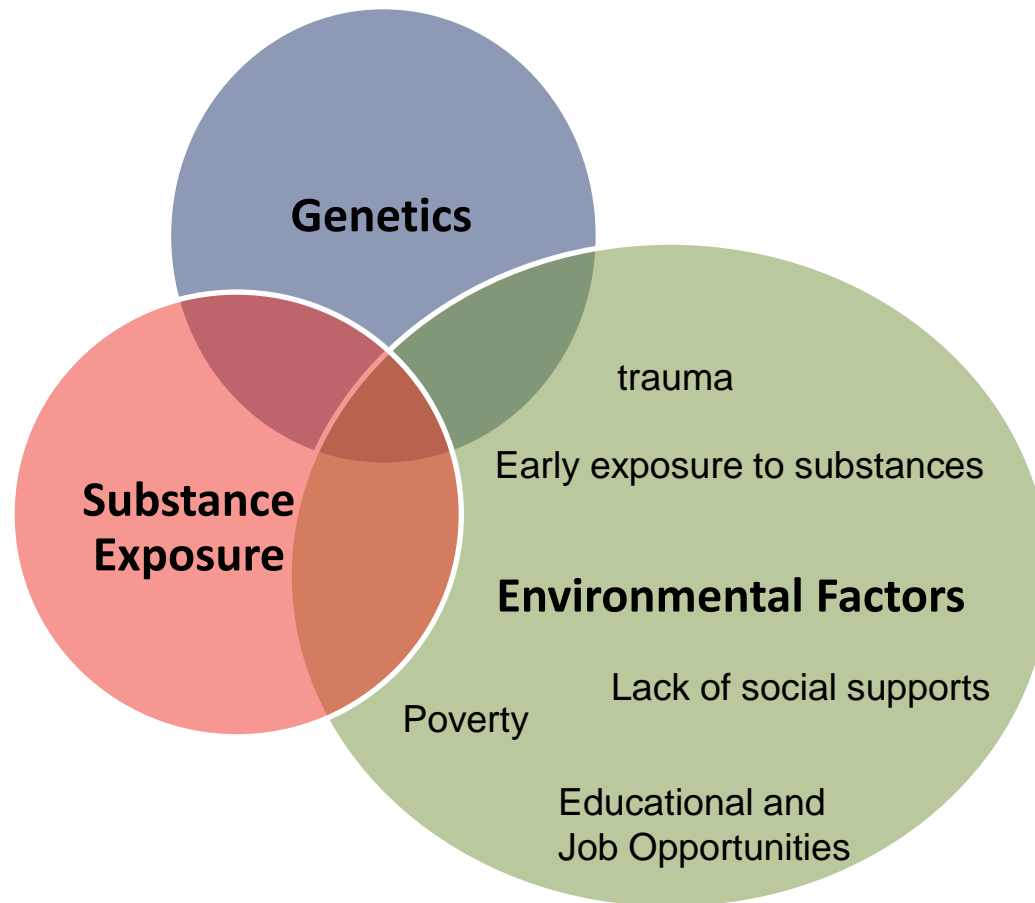 Genetics
trauma
Early exposure to substances
Substance
Exposure
Environmental Factors
Lack of social supports
Poverty
Educational and
Job Opportunities